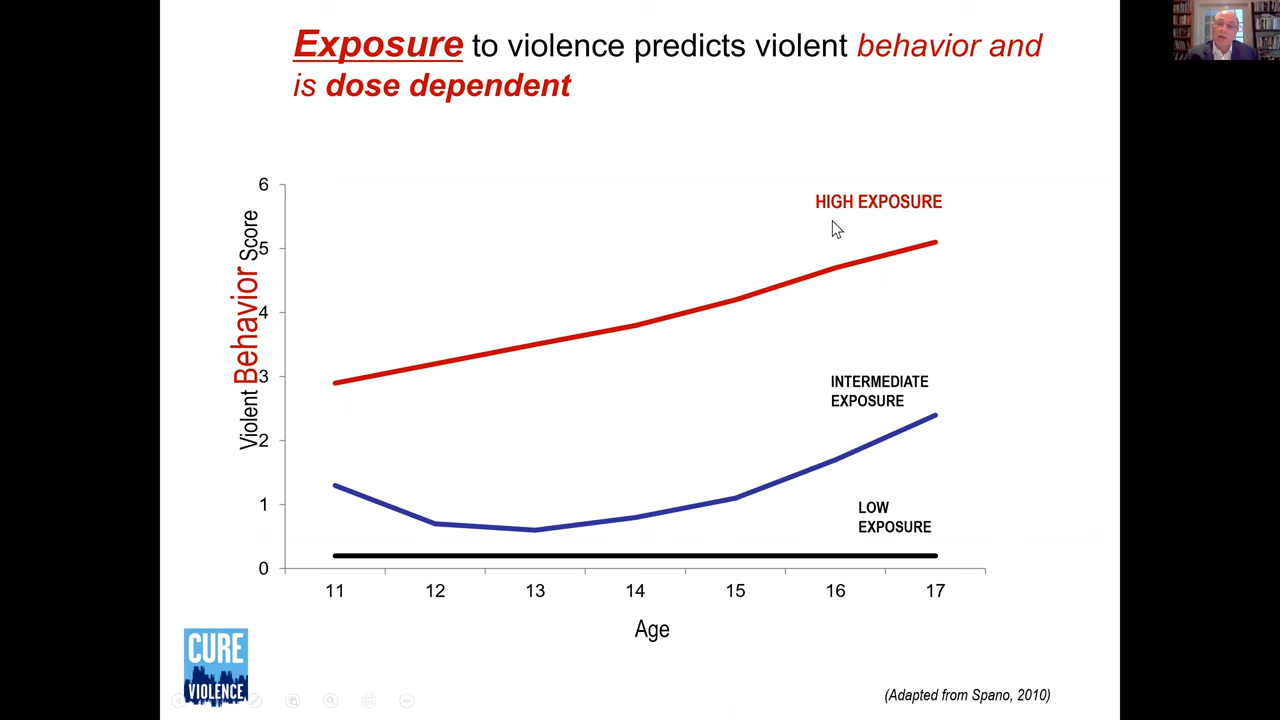 Exposure to violence predicts violent behavior and
is dose dependent
Violent Behavior Score
6
5
4
3
2
1
0
HIGH EXPOSURE
INTERMEDIATE
EXPOSURE
LOW
EXPOSURE
11 12 13 14 15 16 17
Age
CURE
VIOLENCE
(Adapted from Spano, 2010)